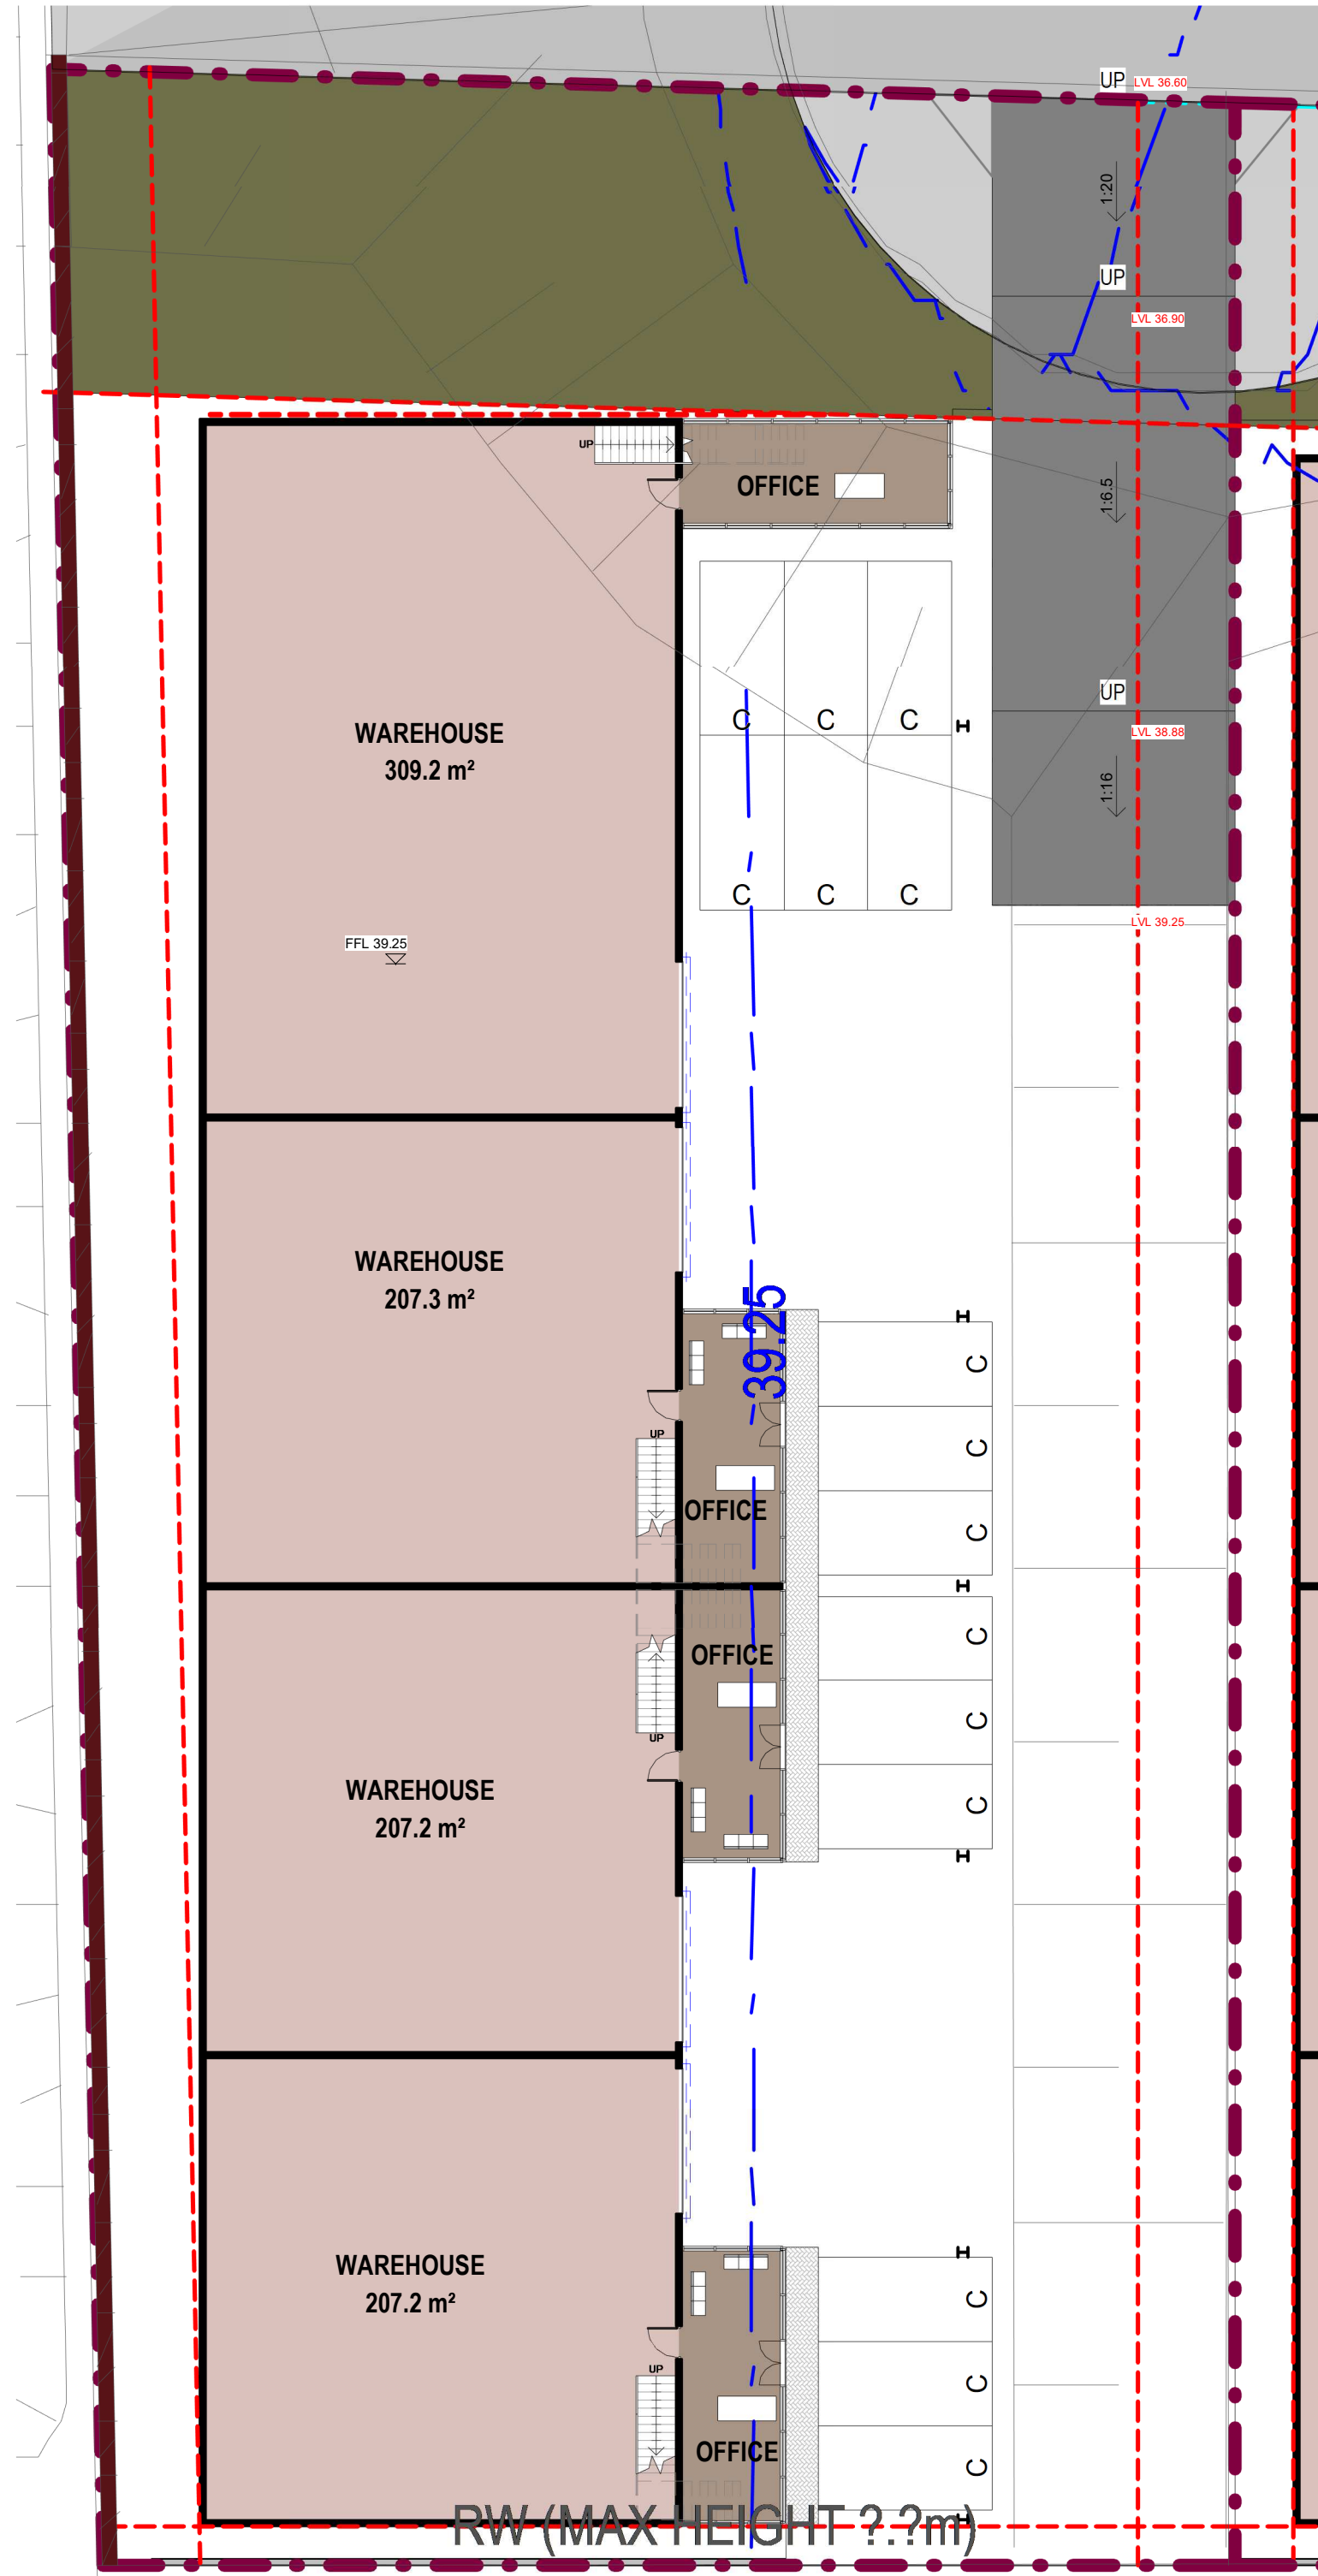 UP
LVL 36.60
1:20
UP
LVL 36.90
UP
OFFICE
1:6.5
UP
LVL 38.88
WAREHOUSE
309.2 m²
C C C H
1:16
C C C
LVL 39.25
FFL 39.25
WAREHOUSE
207.3 m²
39.25
H
C
C
UP
OFFICE
C
H
OFFICE
C
C
UP
WAREHOUSE
207.2 m²
C
H
WAREHOUSE
207.2 m²
H
C
UP
C
OFFICE
C
H
RW (MAX HEIGHT ?.?m)